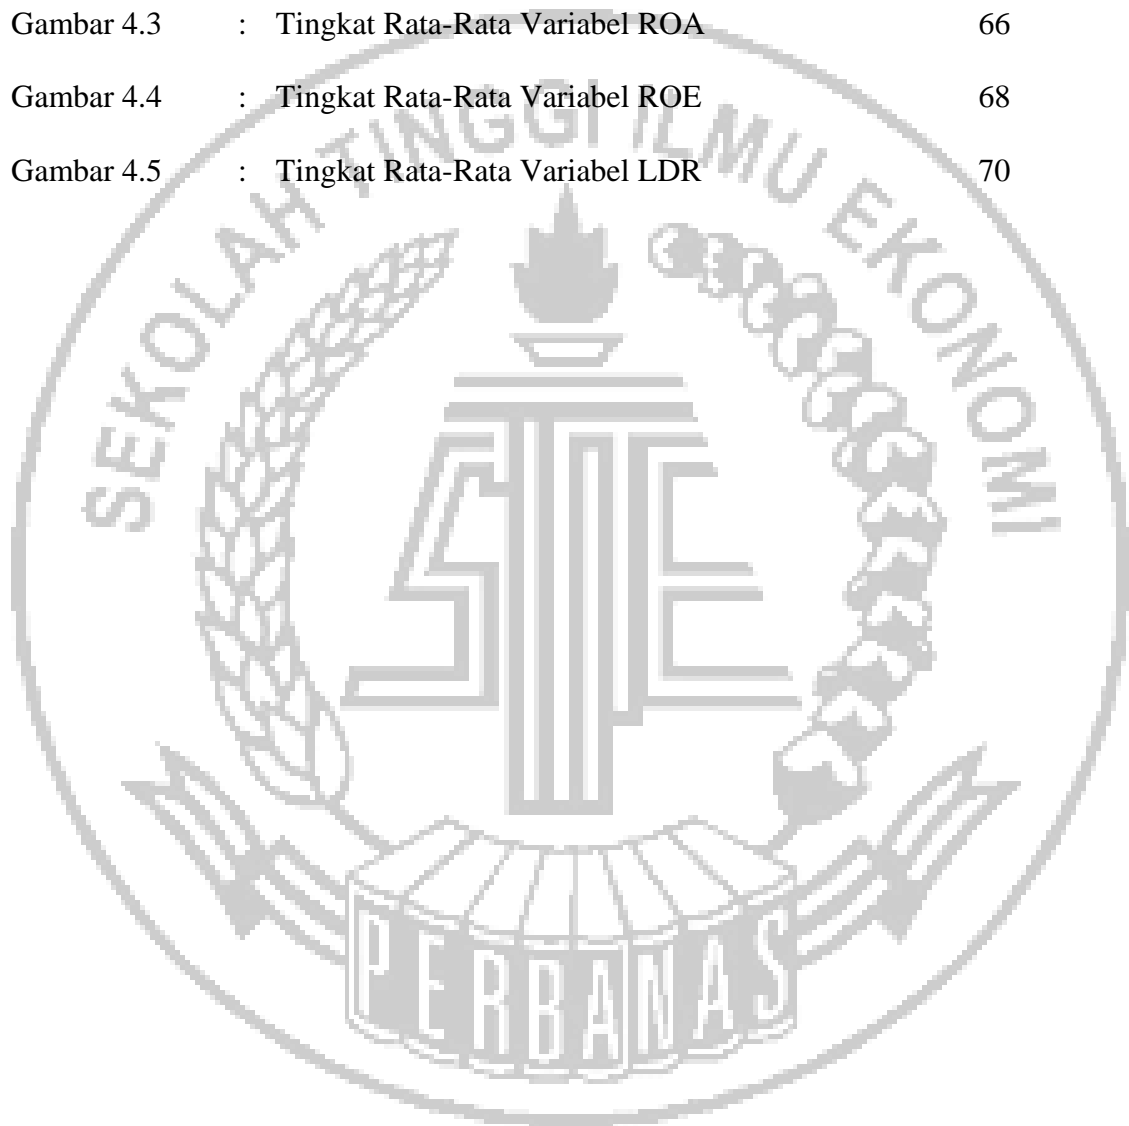 Gambar 4.3 : Tingkat Rata-Rata Variabel ROA 66
Gambar 4.4 : Tingkat Rata-Rata Variabel ROE 68
Gambar 4.5 : Tingkat Rata-Rata Variabel LDR 70
SEKOLAH TINGGI ILMU EKONOMI
STIE
PERBANAS